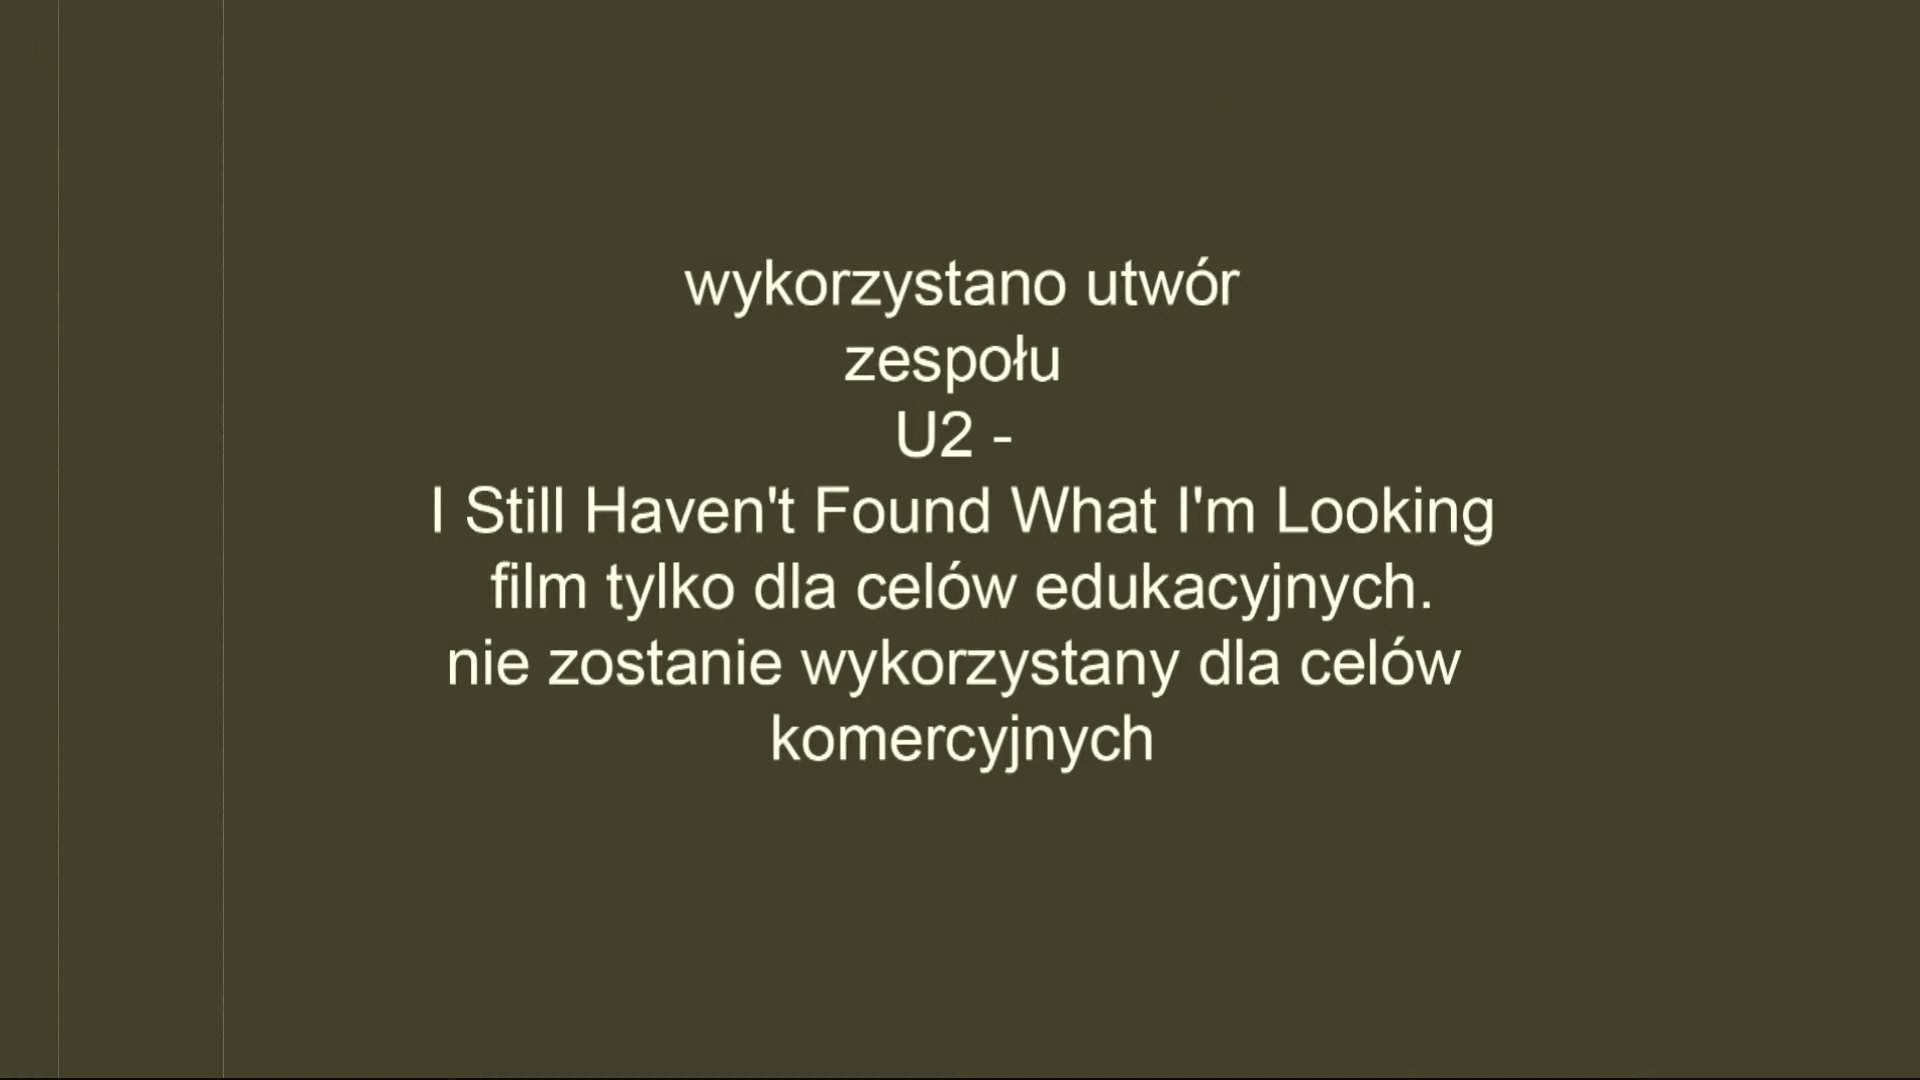 wykorzystano utwór
zespołu
U2 -
I Still Haven't Found What I'm Looking
film tylko dla celów edukacyjnych.
nie zostanie wykorzystany dla celów
komercyjnych